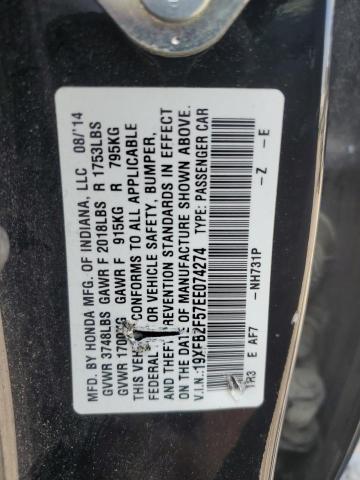 MFD. BY HONDA MFG. OF INDIANA, LLC 08/'14
GVWR 3748LBS GAWR F 2018LBS R 1753LBS
GVWR GAWR F 915KG R 795KG
THIS CONFORMS TO ALL APPLICABLE
FEDERAL MOTOR VEHICLE SAFETY, BUMPER,
AND THEFT PREVENTION STANDARDS IN EFFECT
ON THE DATE OF MANUFACTURE SHOWN ABOVE.
V.I.N.:19XFB2F57EE074274 TYPE: PASSENGER CAR
TR3 E AF7 -NH731P -Z -E